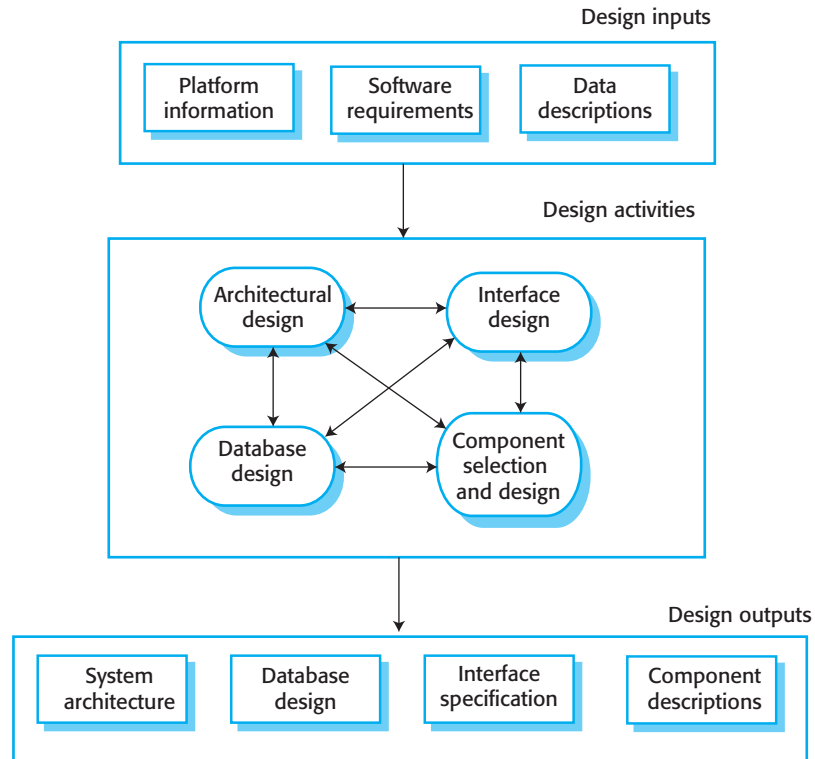 Design inputs
Platform
information
Software
requirements
Data
descriptions
Design activities
Architectural
design
Interface
design
Database
design
Component
selection
and design
Design outputs
System
architecture
Database
design
Interface
specification
Component
descriptions